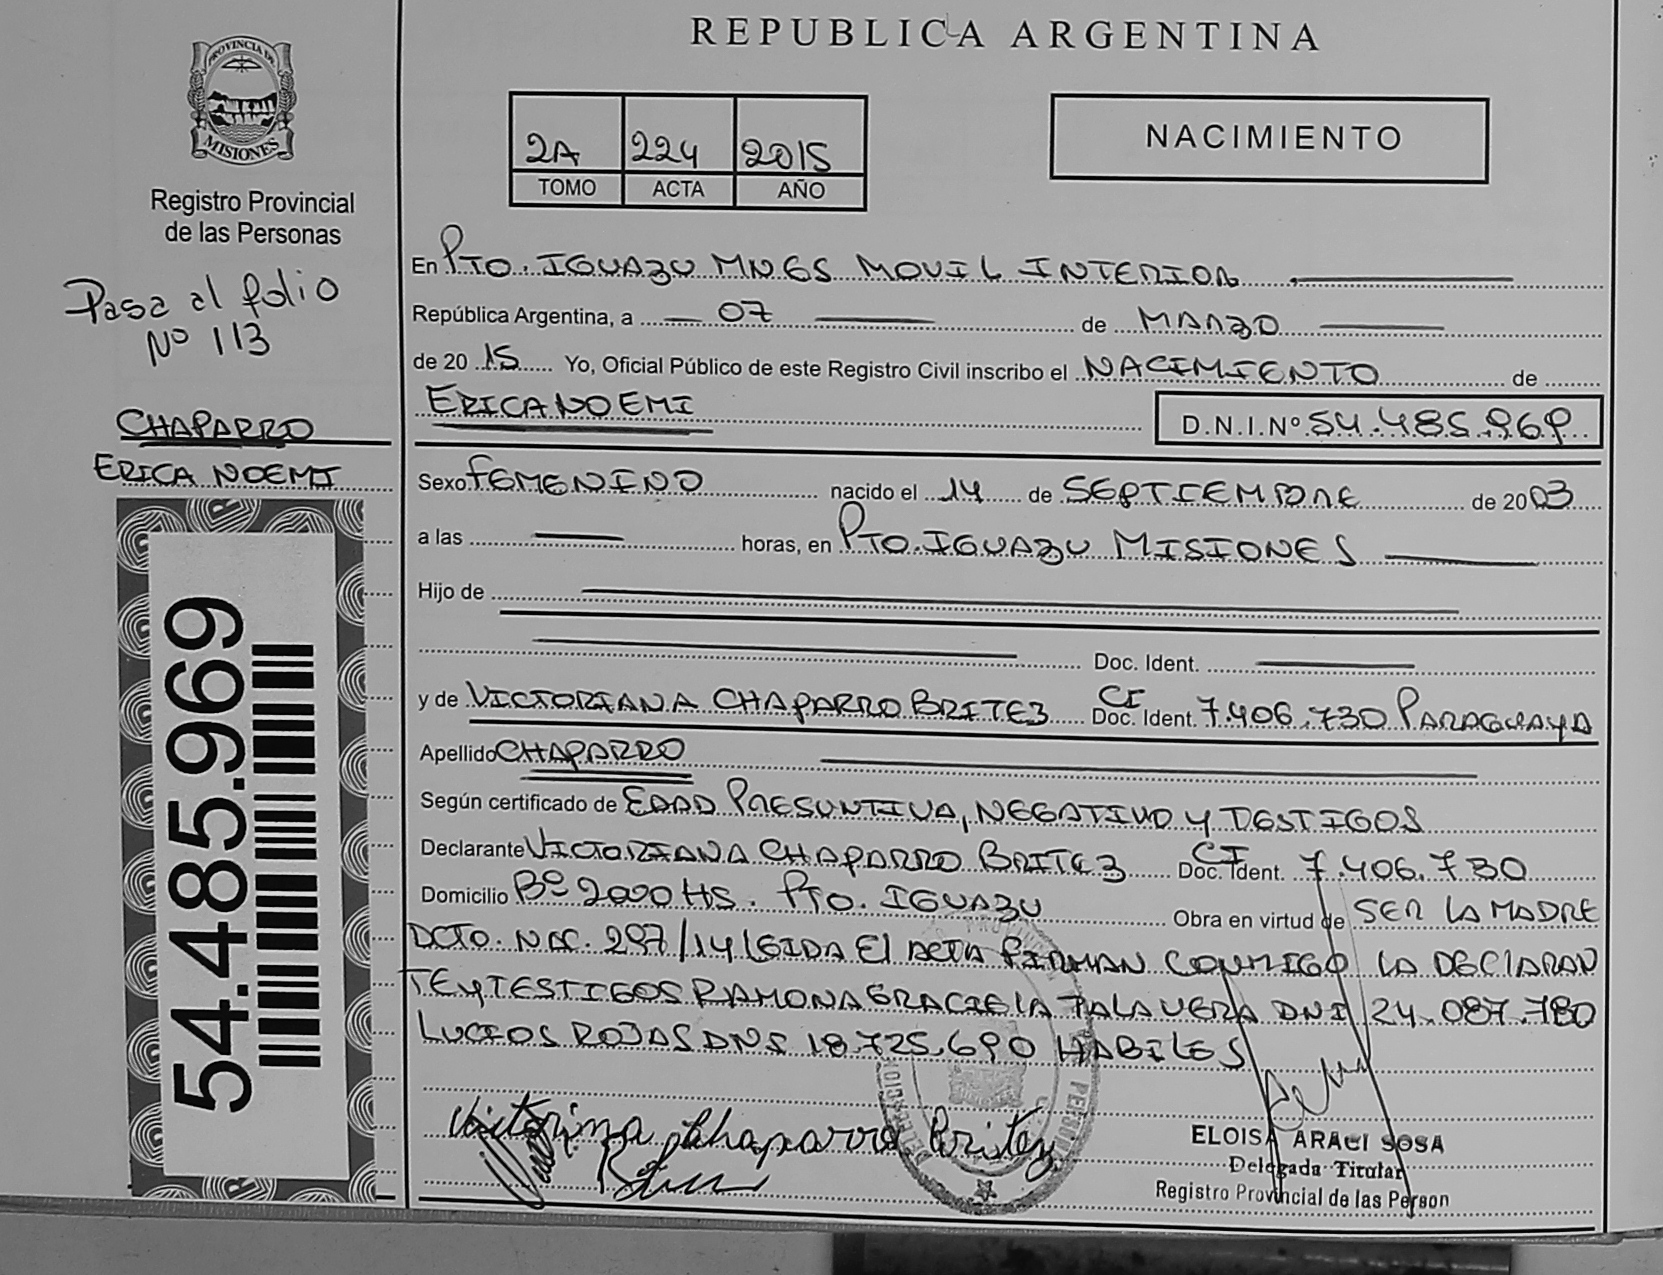 REPUBLICA ARGENTINA
PROVINCIA DE
MISIONES
Registro Provincial
de las Personas
Pasa al folio
Nº 113
CHAPARRO
ERICA NOEMI
54.485.969
2A 224 2015
TOMO ACTA AÑO
NACIMIENTO
En PTO. IGUAZU MNES MOVIL INTERIOR
República Argentina, a 07 de MARZO
de 2015 Yo, Oficial Público de este Registro Civil inscribo el NACIMIENTO de
ERICA NOEMI D.N.I.Nº 54.485.969
Sexo FEMENINO nacido el 14 de SEPTIEMBRE de 2003
a las horas, en PTO. IGUAZU MISIONES
Hijo de
Doc. Ident.
y de VICTORIANA CHAPARRO BRITEZ CI Doc. Ident. 7.406.730 PARAGUAYA
Apellido CHAPARRO
Según certificado de EDAD PRESUNTIVA, NEGATIVO Y TESTIGOS
Declarante VICTORIANA CHAPARRO BRITEZ CI Doc. Ident. 7.406.730
Domicilio Bº 2000 HS. PTO. IGUAZU Obra en virtud de SER LA MADRE
DCTO. NAC. 297/14 LEIDA El ACTA FIRMAN CONMIGO LA DECLARAN
TE Y TESTIGOS RAMONA GRACIELA TALAVERA DNI 24.087.780
LUCIOS ROJAS DNI 18.725.690 HABILES
Victorina Chaparro Britez
ELOISA ARACI SOSA
Delegada Titular
Registro Provincial de las Person